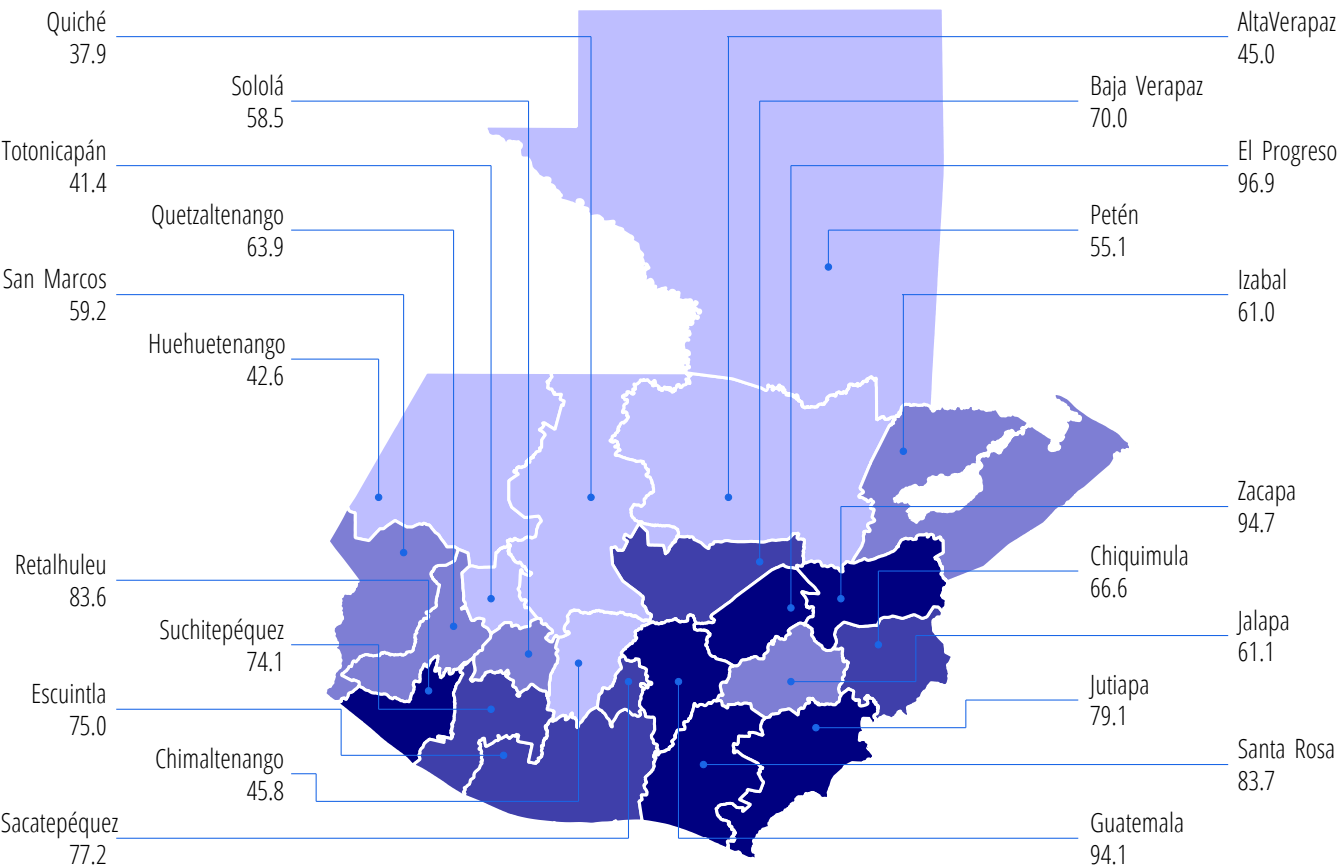 Quiché
37.9
Sololá
58.5
Totonicapán
41.4
Quetzaltenango
63.9
San Marcos
59.2
Huehuetenango
42.6
Retalhuleu
83.6
Suchitepéquez
74.1
Escuintla
75.0
Chimaltenango
45.8
Sacatepéquez
77.2
AltaVerapaz
45.0
Baja Verapaz
70.0
El Progreso
96.9
Petén
55.1
Izabal
61.0
Zacapa
94.7
Chiquimula
66.6
Jalapa
61.1
Jutiapa
79.1
Santa Rosa
83.7
Guatemala
94.1